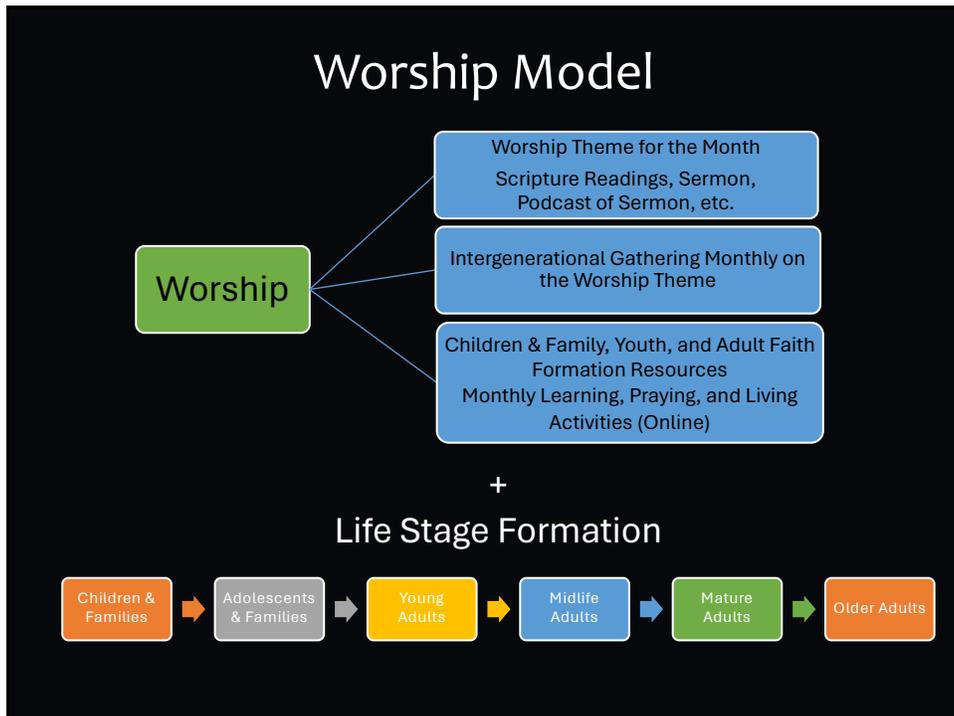 Worship Model
Worship Theme for the Month
Scripture Readings, Sermon,
Podcast of Sermon, etc.
Worship
Intergenerational Gathering Monthly on
the Worship Theme
Children & Family, Youth, and Adult Faith
Formation Resources
Monthly Learning, Praying, and Living
Activities (Online)
+
Life Stage Formation
Children &
Families
Adolescents
& Families
Young
Adults
Midlife
Adults
Mature
Adults
Older Adults